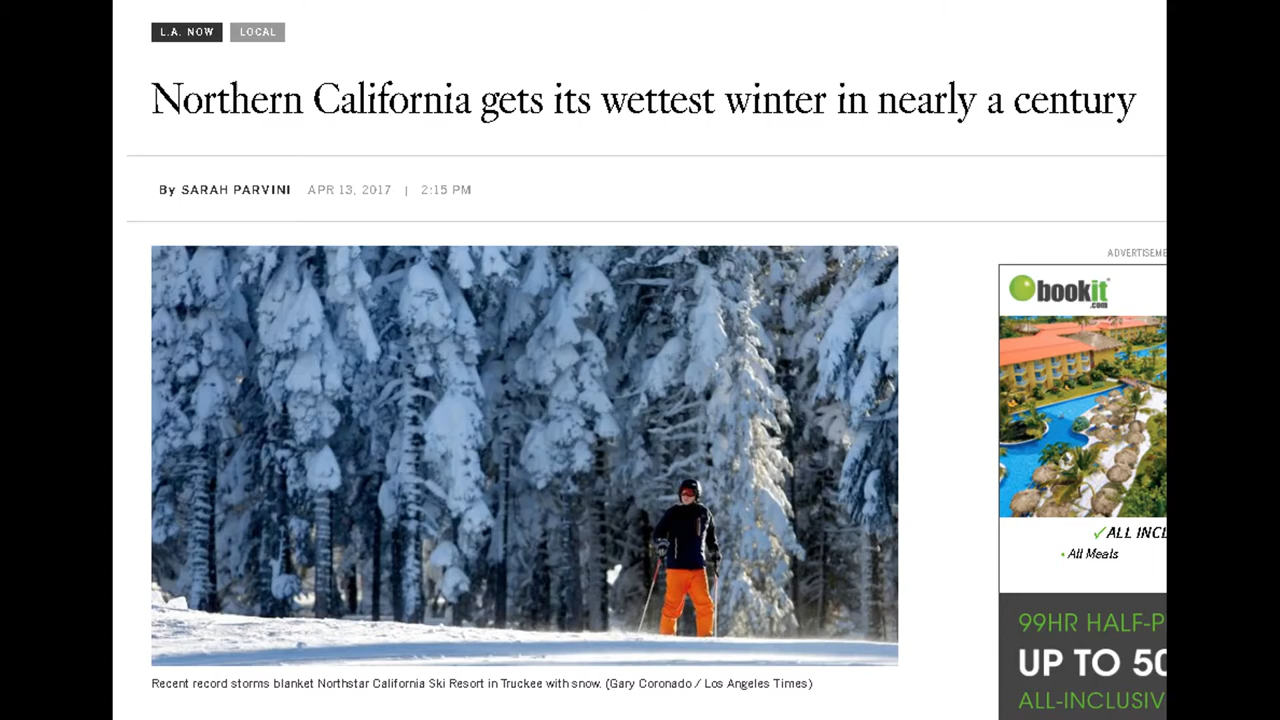 L.A. NOW LOCAL
Northern California gets its wettest winter in nearly a century
By SARAH PARVINI APR 13, 2017 | 2:15 PM
ADVERTISEME
bookit
.com
✓ALL INCL
• All Meals
99HR HALF-P
UP TO 50
ALL-INCLUSIV
Recent record storms blanket Northstar California Ski Resort in Truckee with snow. (Gary Coronado / Los Angeles Times)